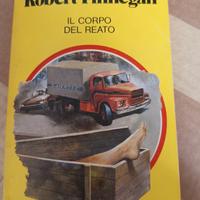 Robert Finnegan
IL CORPO
DEL REATO